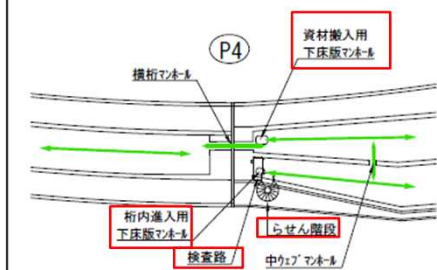 P4
資材搬入用
下床版マンホール
横桁マンホール
桁内進入用
下床版マンホール
検査路
らせん階段
中ウェブマンホール